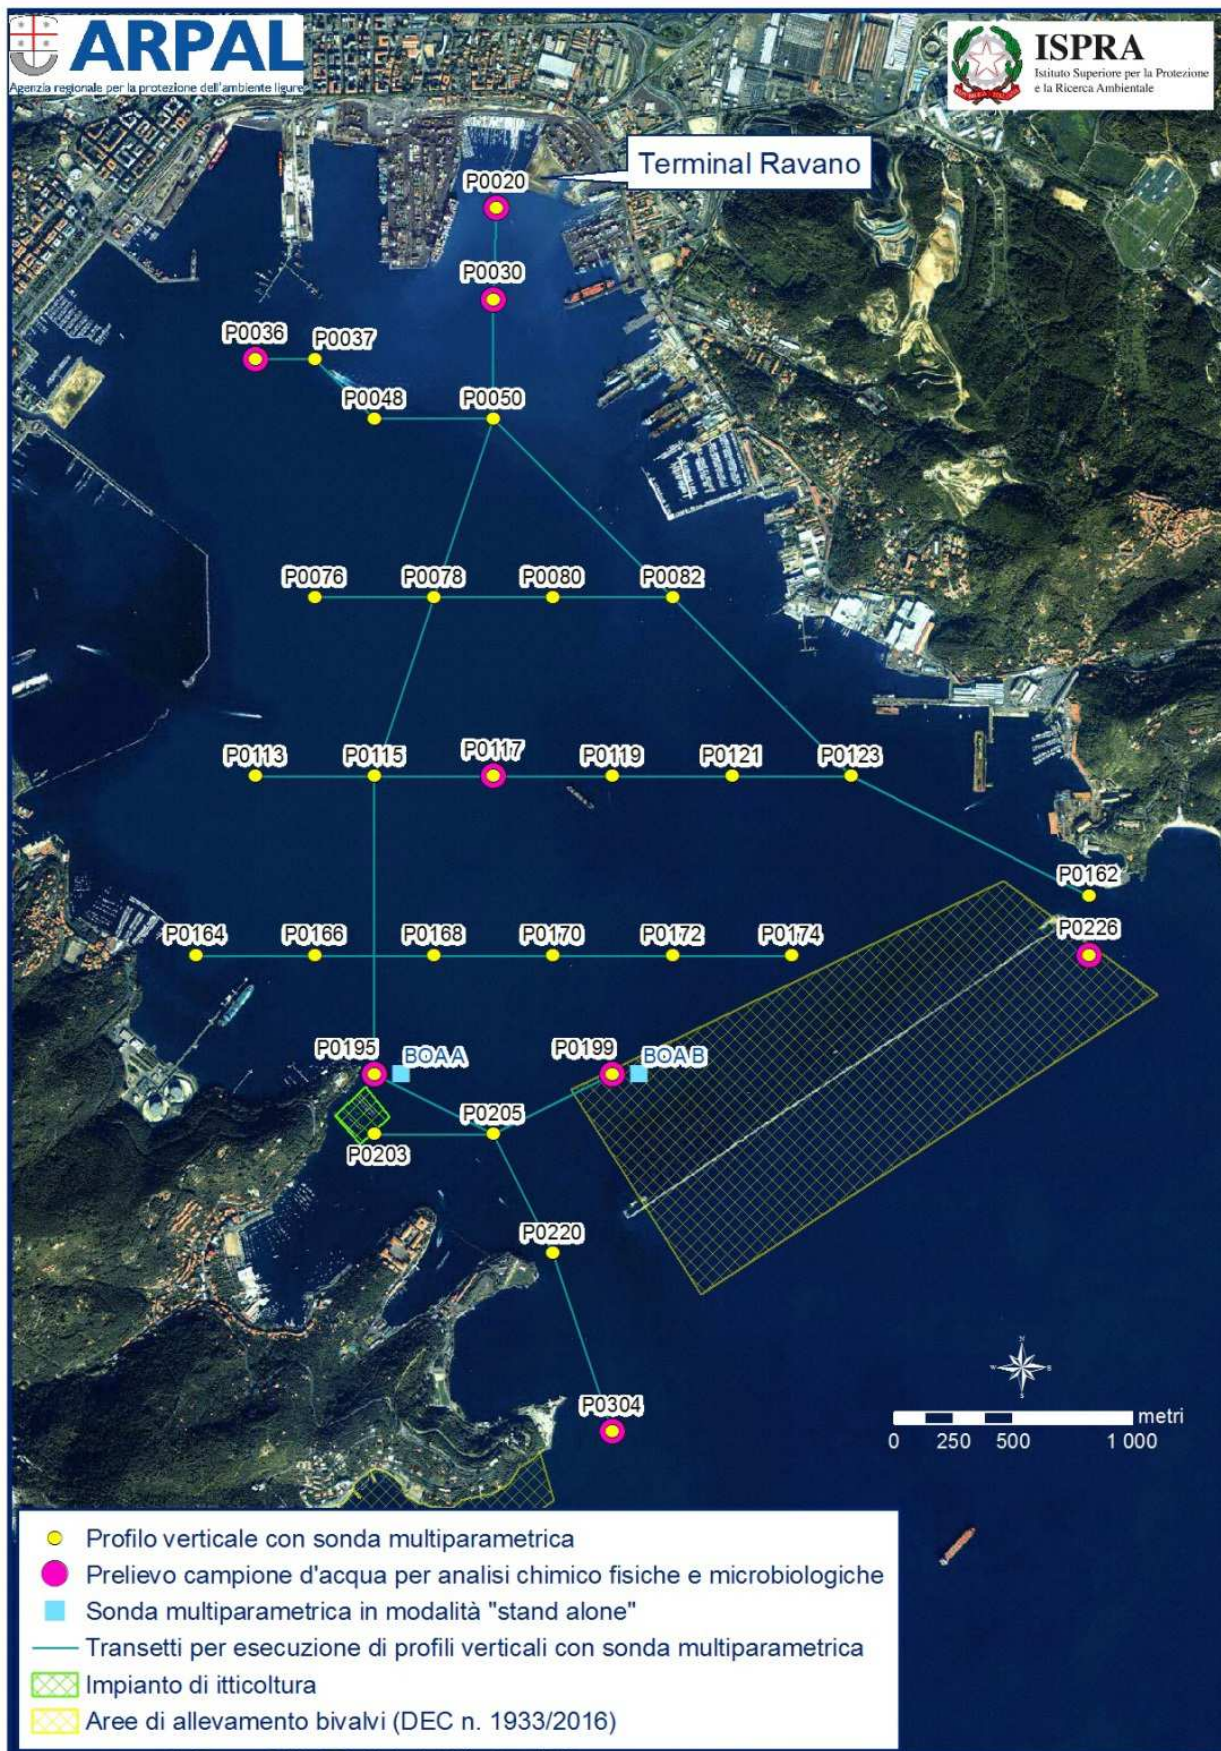 ARPAL
Agenzia regionale per la protezione dell'ambiente ligure
ISPRA
Istituto Superiore per la Protezione
e la Ricerca Ambientale
Terminal Ravano
P0020
P0030
P0036
P0037
P0048
P0050
P0076
P0078
P0080
P0082
P0113
P0115
P0117
P0119
P0121
P0123
P0162
P0164
P0166
P0168
P0170
P0172
P0174
P0226
P0195
BOA A
P0199
BOA B
P0205
P0203
P0220
P0304
N
W
E
S
metri
0 250 500 1 000
Profilo verticale con sonda multiparametrica
Prelievo campione d'acqua per analisi chimico fisiche e microbiologiche
Sonda multiparametrica in modalità "stand alone"
Transetti per esecuzione di profili verticali con sonda multiparametrica
Impianto di itticoltura
Aree di allevamento bivalvi (DEC n. 1933/2016)